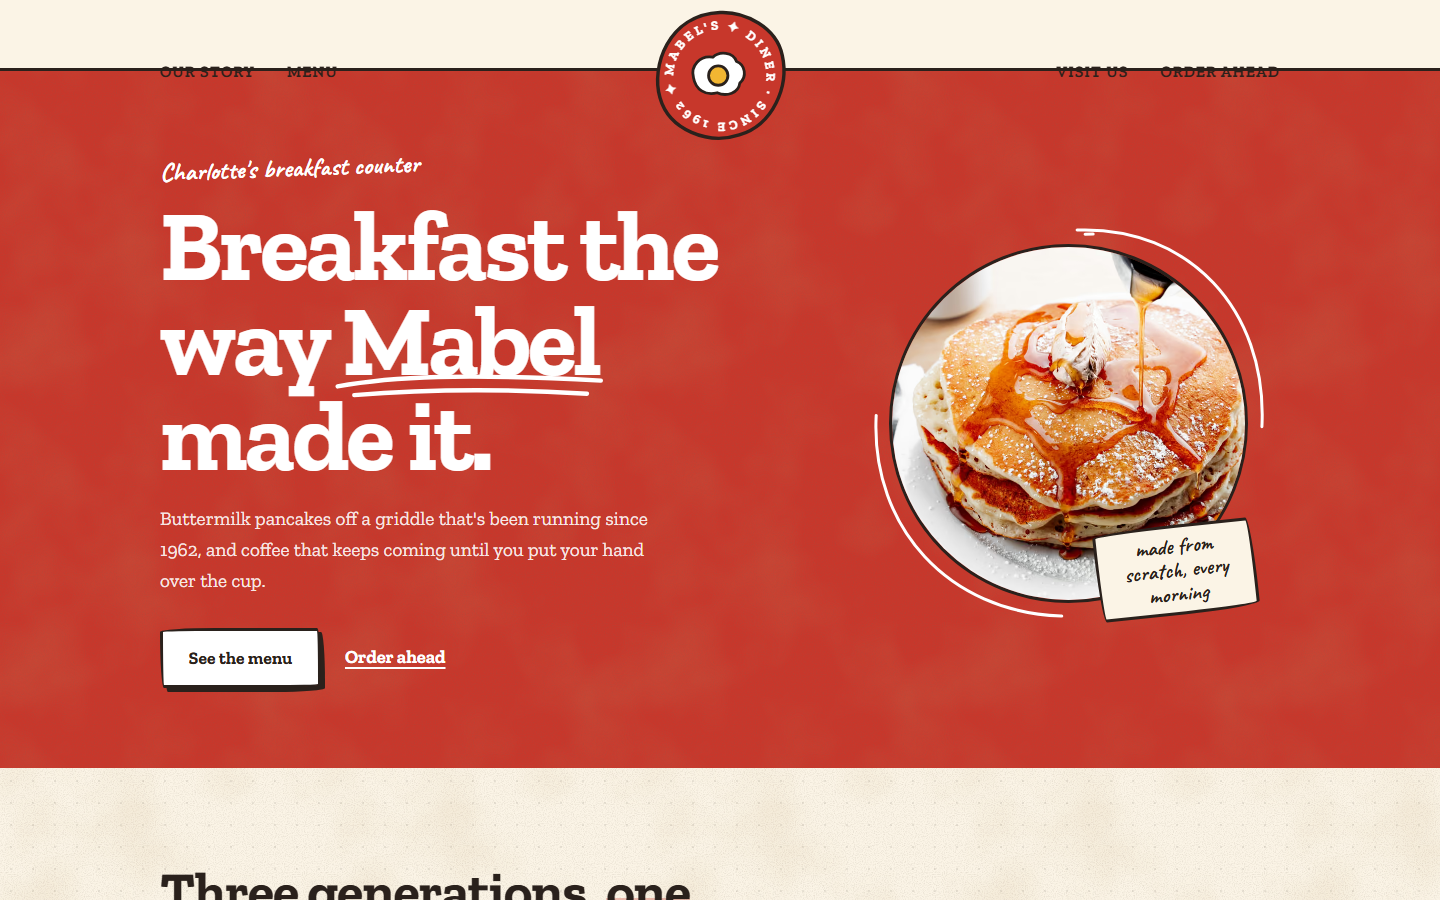 OUR STORY MENU
MABEL'S ✦ DINER · SINCE 1962 ✦
VISIT US ORDER AHEAD
Charlotte's breakfast counter
Breakfast the
way Mabel
made it.
Buttermilk pancakes off a griddle that's been running since
1962, and coffee that keeps coming until you put your hand
over the cup.
See the menu
Order ahead
made from
scratch, every
morning
Three generations, one